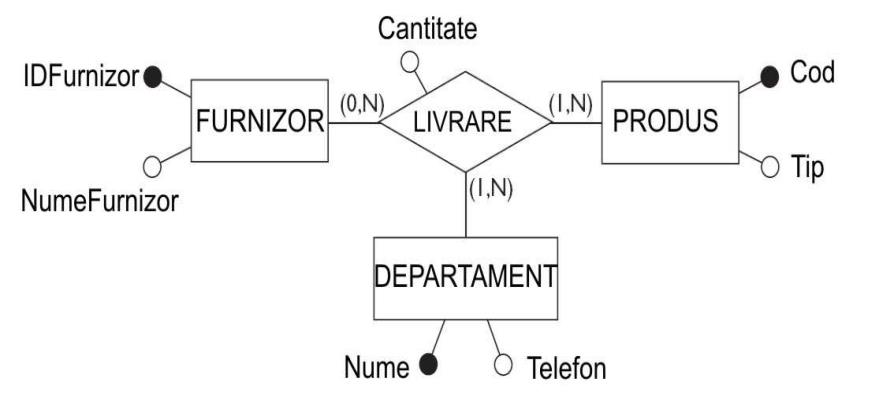 Cantitate
IDFurnizor
Cod
(0,N)
(1,N)
FURNIZOR
LIVRARE
PRODUS
Tip
NumeFurnizor
(1,N)
DEPARTAMENT
Nume
Telefon